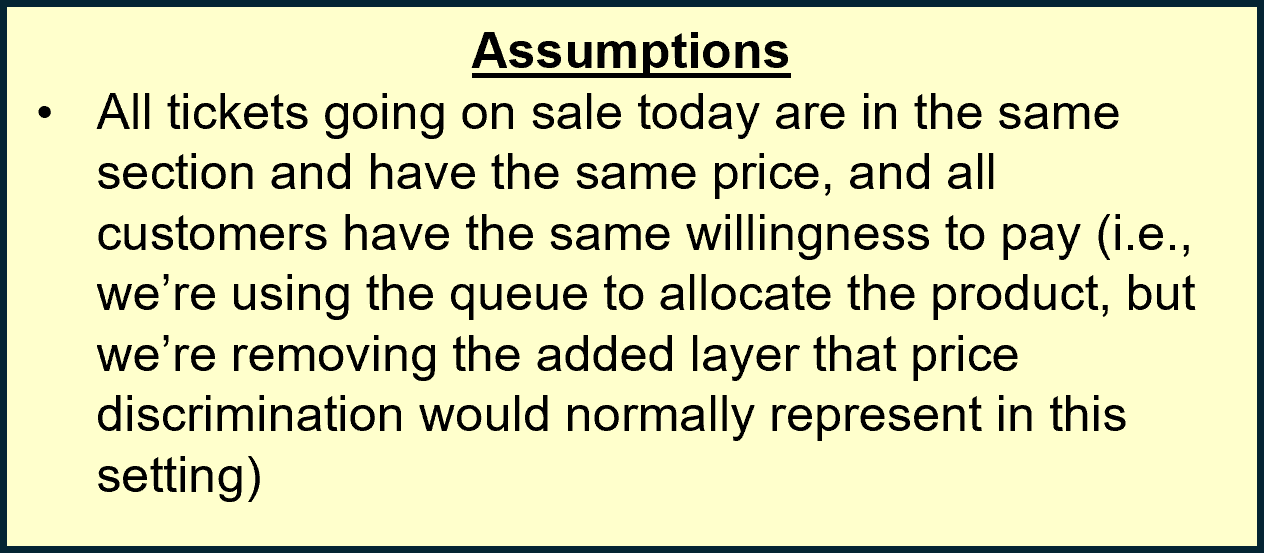 Assumptions
• All tickets going on sale today are in the same
section and have the same price, and all
customers have the same willingness to pay (i.e.,
we’re using the queue to allocate the product, but
we’re removing the added layer that price
discrimination would normally represent in this
setting)